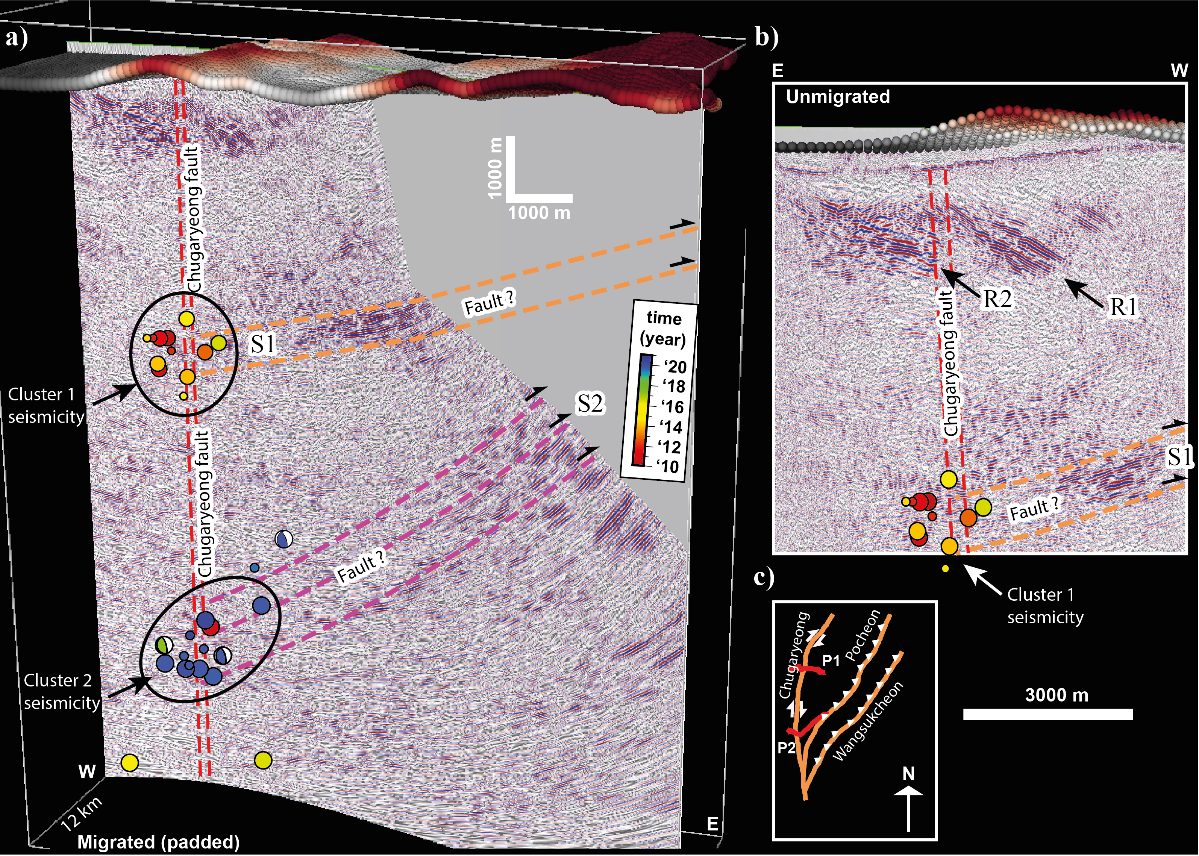 a)
Chugaryeong fault
1000 m
1000 m
Fault ?
S1
Cluster 1
seismicity
time
(year)
‘20
‘18
‘16
‘14
‘12
‘10
S2
Chugaryeong fault
Fault ?
Cluster 2
seismicity
W
12 km
Migrated (padded)
E
b)
E
W
Unmigrated
R2
R1
Chugaryeong fault
S1
Fault ?
Cluster 1
seismicity
c)
Chugaryeong
Pocheon
Wangsukcheon
P1
P2
N
3000 m